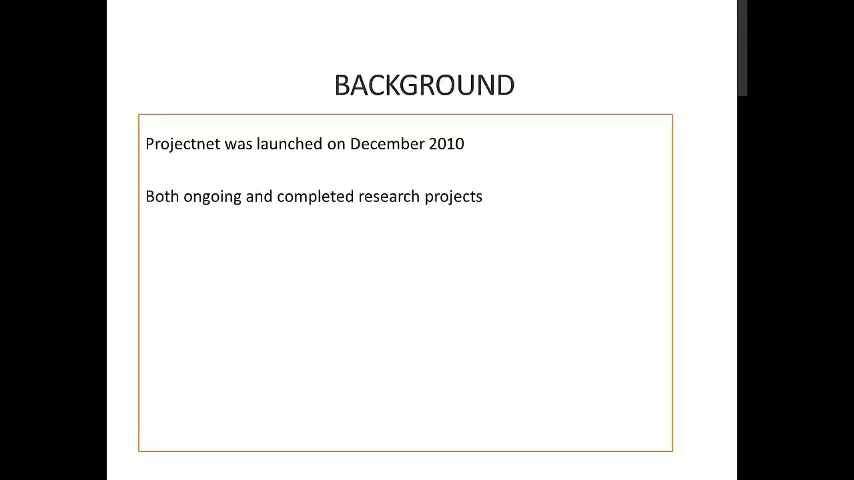 BACKGROUND
Projectnet was launched on December 2010
Both ongoing and completed research projects